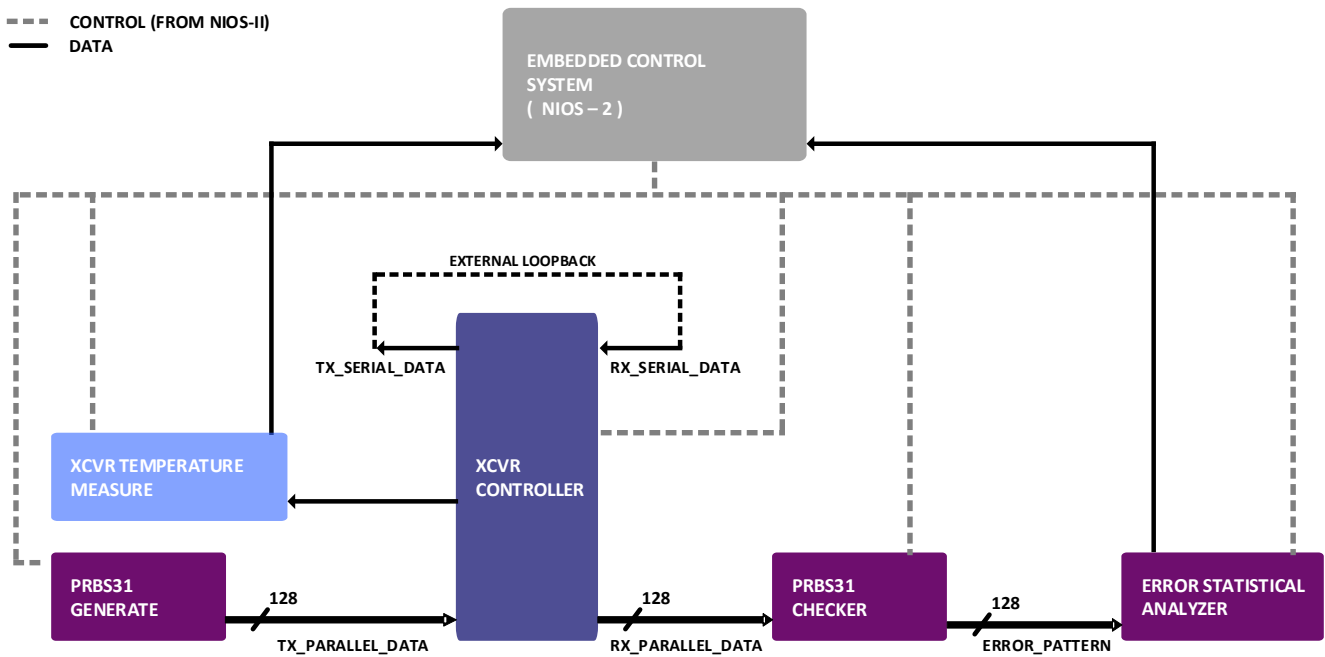 CONTROL (FROM NIOS-II)
DATA
EMBEDDED CONTROL
SYSTEM
( NIOS – 2 )
EXTERNAL LOOPBACK
TX_SERIAL_DATA
RX_SERIAL_DATA
XCVR TEMPERATURE
MEASURE
XCVR
CONTROLLER
PRBS31
GENERATE
128
TX_PARALLEL_DATA
128
RX_PARALLEL_DATA
PRBS31
CHECKER
128
ERROR_PATTERN
ERROR STATISTICAL
ANALYZER